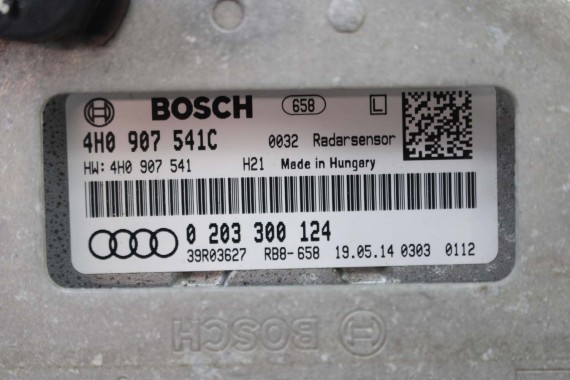 BOSCH 658 L
4H0 907 541C 0032 Radarsensor
HW: 4H0 907 541 H21 Made in Hungary
0 203 300 124
39R03627 RB8-658 19.05.14 0303 0112
BOSCH